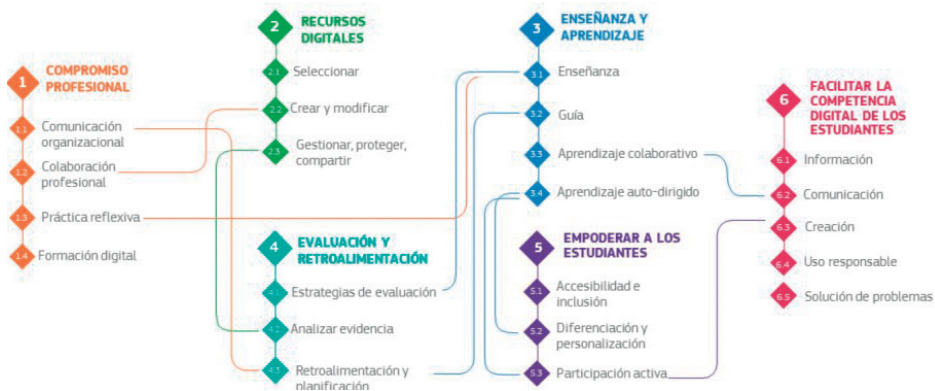 1
COMPROMISO
PROFESIONAL
1.1
Comunicación
organizacional
1.2
Colaboración
profesional
1.3
Práctica reflexiva
1.4
Formación digital
2
RECURSOS
DIGITALES
2.1
Seleccionar
2.2
Crear y modificar
2.3
Gestionar, proteger,
compartir
4
EVALUACIÓN Y
RETROALIMENTACIÓN
4.1
Estrategias de evaluación
4.2
Analizar evidencia
4.3
Retroalimentación y
planificación
3
ENSEÑANZA Y
APRENDIZAJE
3.1
Enseñanza
3.2
Guía
3.3
Aprendizaje colaborativo
3.4
Aprendizaje auto-dirigido
5
EMPODERAR A LOS
ESTUDIANTES
5.1
Accesibilidad e
inclusión
5.2
Diferenciación y
personalización
5.3
Participación activa
6
FACILITAR LA
COMPETENCIA
DIGITAL DE LOS
ESTUDIANTES
6.1
Información
6.2
Comunicación
6.3
Creación
6.4
Uso responsable
6.5
Solución de problemas